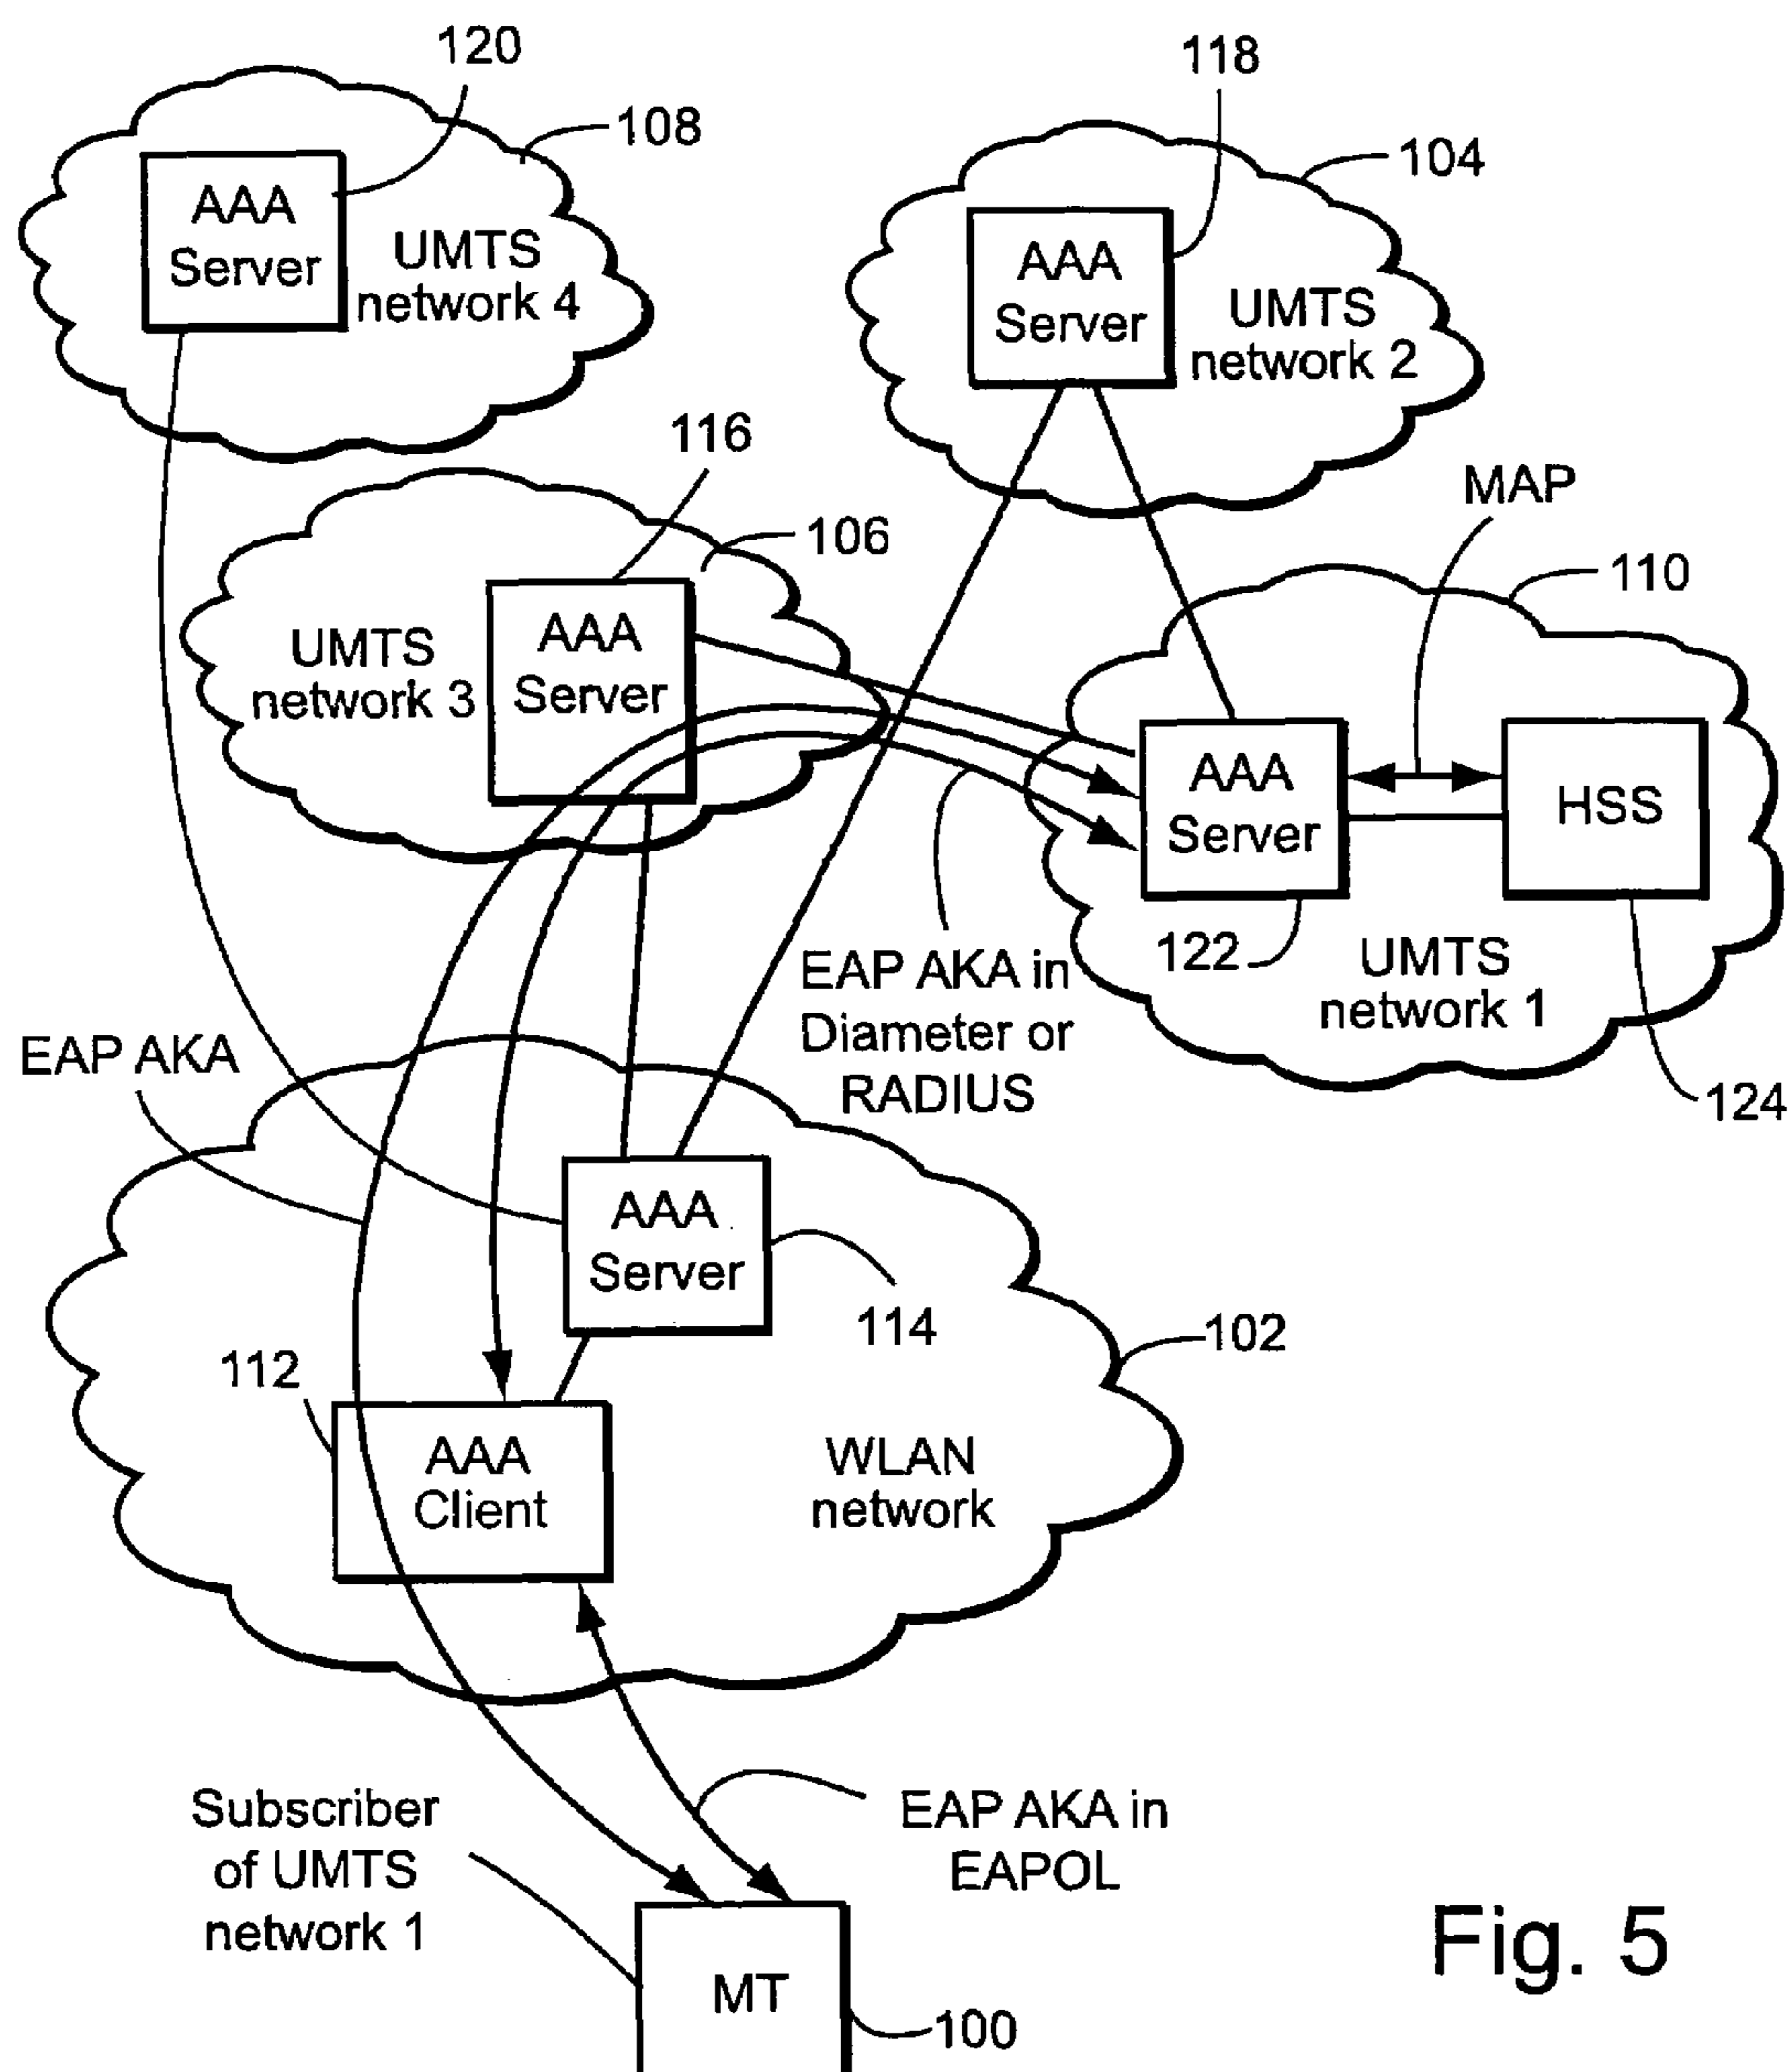 120
118
108
104
AAA
Server
UMTS
network 4
AAA
Server
UMTS
network 2
116
MAP
106
110
UMTS
network 3
AAA
Server
AAA
Server
HSS
122
UMTS
network 1
EAP AKA in
Diameter or
RADIUS
124
EAP AKA
AAA
Server
114
102
112
AAA
Client
WLAN
network
Subscriber
of UMTS
network 1
EAP AKA in
EAPOL
MT
100
Fig. 5